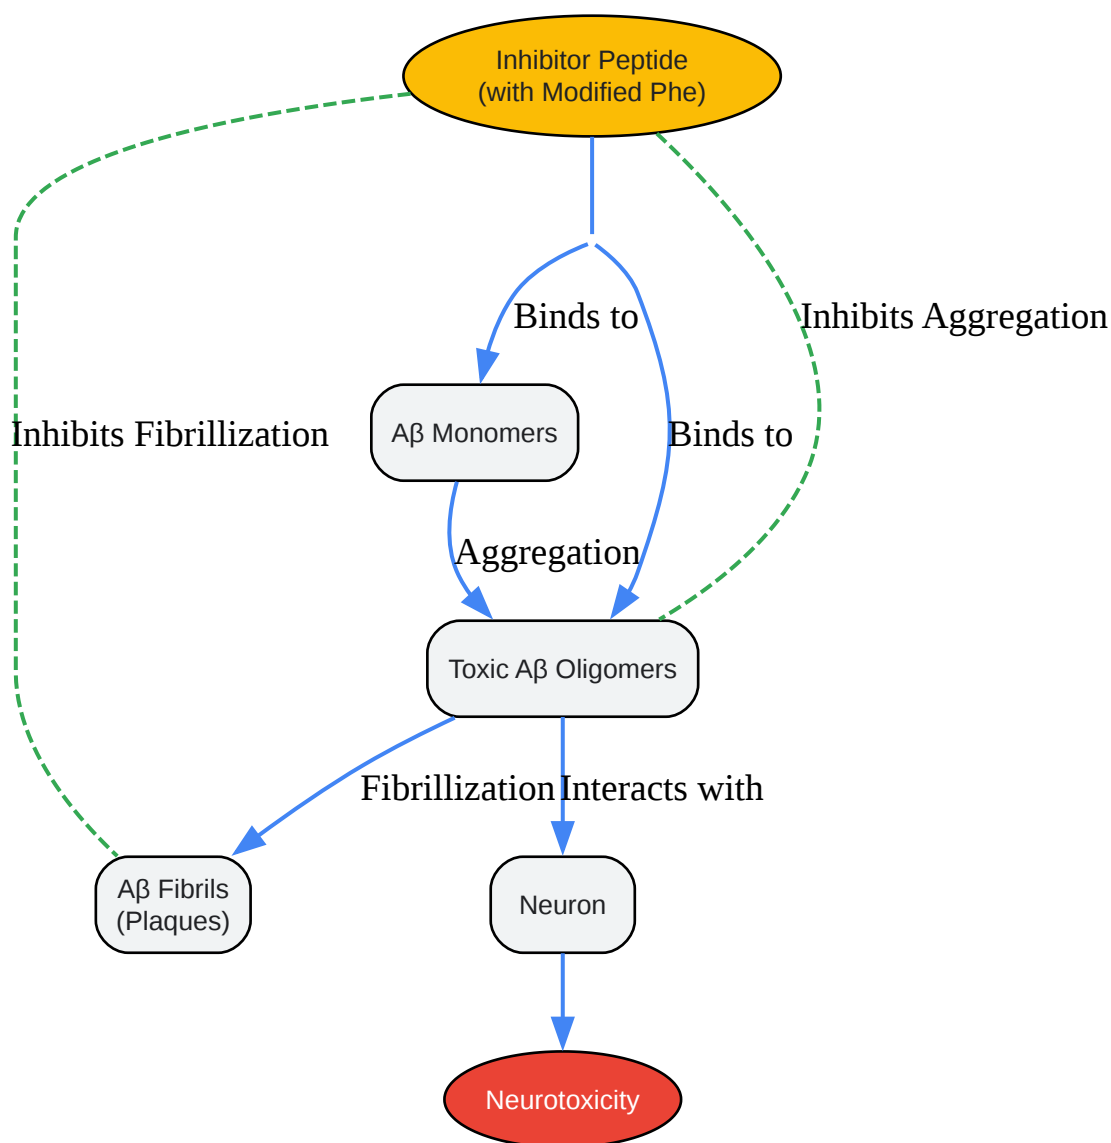 Inhibitor Peptide
(with Modified Phe)
Binds to
Inhibits Aggregation
Aβ Monomers
Inhibits Fibrillization
Binds to
Aggregation
Toxic Aβ Oligomers
Fibrillization
Interacts with
Aβ Fibrils
(Plaques)
Neuron
Neurotoxicity